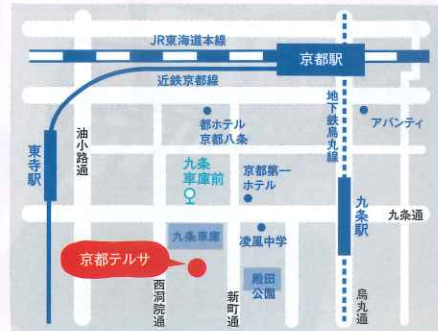 JR東海道本線
京都駅
近鉄京都線
都ホテル
京都八条
地下鉄烏丸線
アバンティ
油小路通
東寺駅
九条
車庫前
京都第一
ホテル
九条駅
九条通
九条車庫
凌風中学
京都テルサ
殿田
公園
西洞院通
新町通
烏丸通